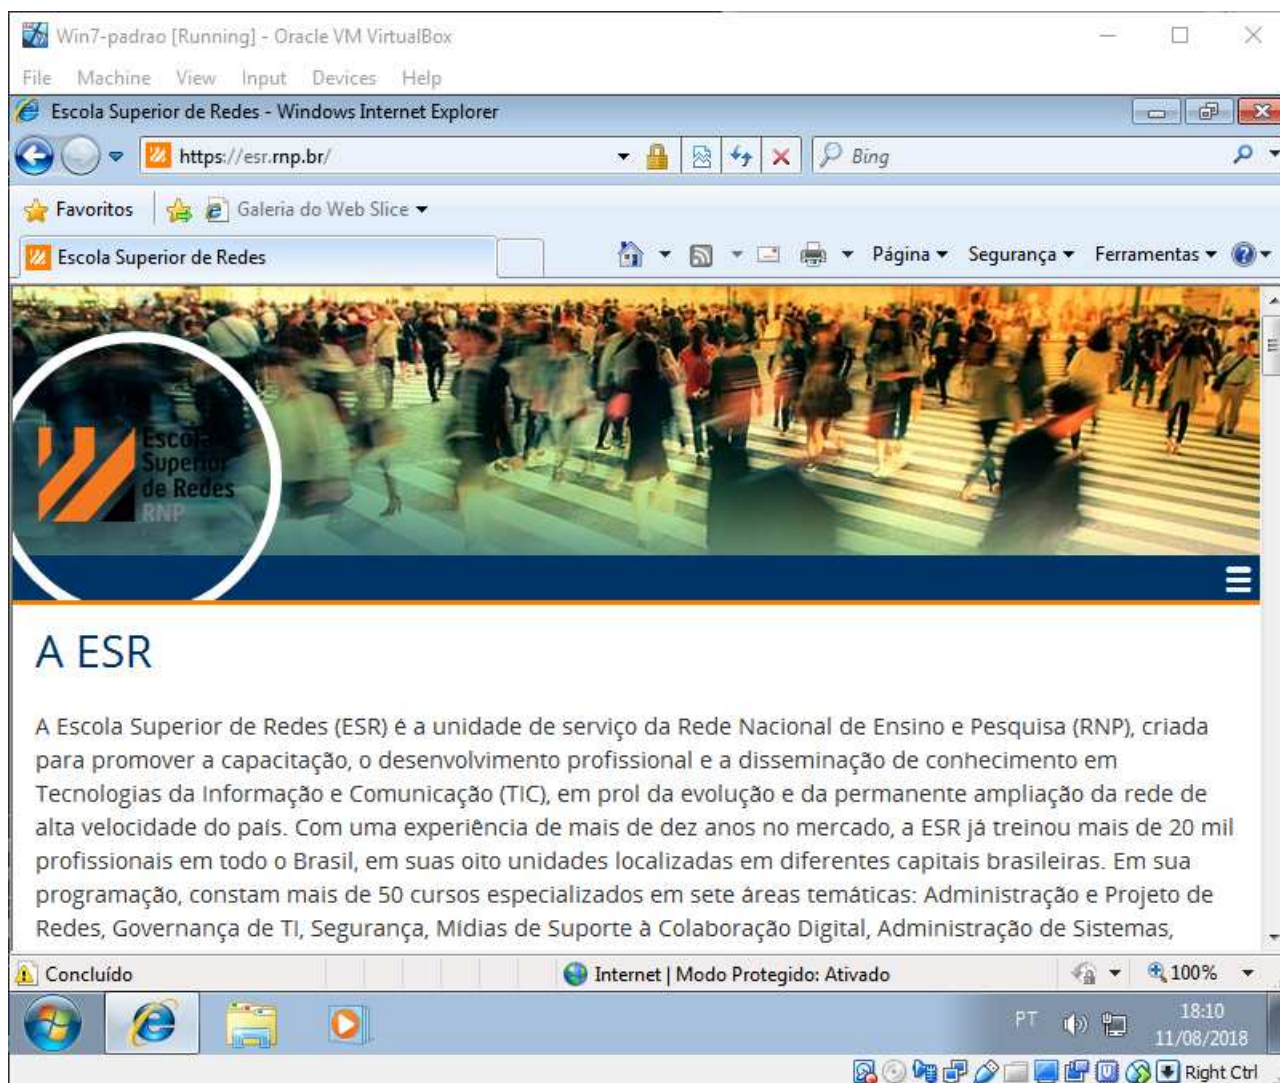 Win7-padrao [Running] - Oracle VM VirtualBox
File Machine View Input Devices Help
Escola Superior de Redes - Windows Internet Explorer
https://esr.rnp.br/
Bing
Favoritos
Galeria do Web Slice
Escola Superior de Redes
Página
Segurança
Ferramentas
Escola
Superior
de Redes
RNP
A ESR
A Escola Superior de Redes (ESR) é a unidade de serviço da Rede Nacional de Ensino e Pesquisa (RNP), criada
para promover a capacitação, o desenvolvimento profissional e a disseminação de conhecimento em
Tecnologias da Informação e Comunicação (TIC), em prol da evolução e da permanente ampliação da rede de
alta velocidade do país. Com uma experiência de mais de dez anos no mercado, a ESR já treinou mais de 20 mil
profissionais em todo o Brasil, em suas oito unidades localizadas em diferentes capitais brasileiras. Em sua
programação, constam mais de 50 cursos especializados em sete áreas temáticas: Administração e Projeto de
Redes, Governança de TI, Segurança, Mídias de Suporte à Colaboração Digital, Administração de Sistemas,
Concluído
Internet | Modo Protegido: Ativado
100%
PT
18:10
11/08/2018
Right Ctrl